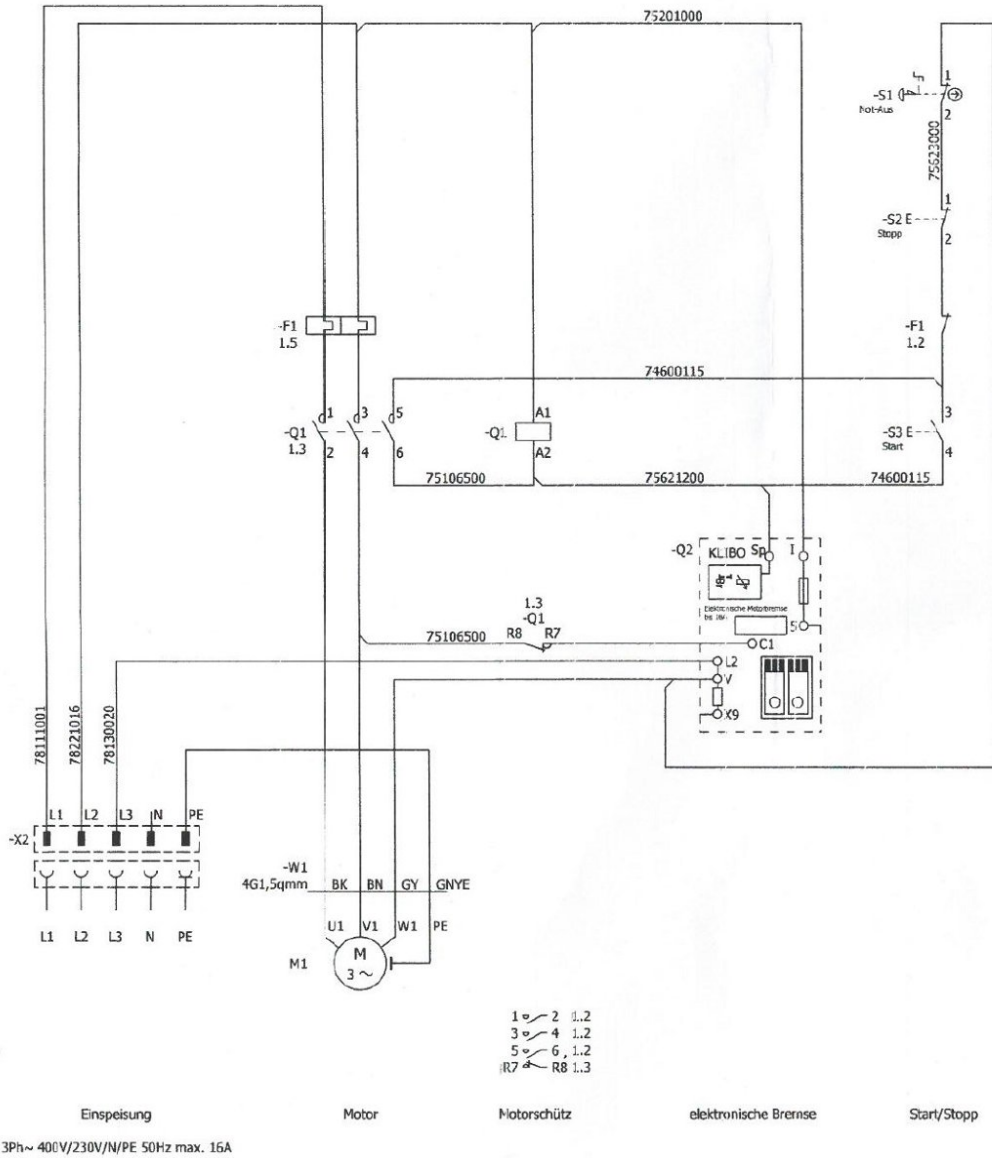 75201000
1
-S1
Not-Aus
2
75623000
1
-S2 E
Stopp
2
-F1
1.5
-F1
1.2
74600115
1 3 5
A1
3
-Q1
1.3
-Q1
-S3 E
Start
2 4 6
A2
4
75106500
75621200
74600115
-Q2
KLIBO Sp I
1.3
-Q1
Elektronische Motorbremse
75106500
R8 R7
5
C1
L2
V
X9
78111001
78221016
78130020
L1 L2 L3 N PE
-X2
-W1
4G1,5qmm
BK BN GY GNYE
L1 L2 L3 N PE
U1 V1 W1 PE
M1
M
3 ~
1 2 1.2
3 4 1.2
5 6 , 1.2
R7 R8 1.3
Einspeisung
Motor
Motorschütz
elektronische Bremse
Start/Stopp
3Ph~ 400V/230V/N/PE 50Hz max. 16A